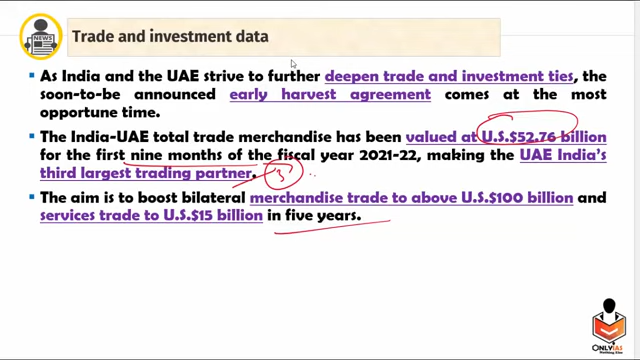 NEWS
Trade and investment data
▪ As India and the UAE strive to further deepen trade and investment ties, the
soon-to-be announced early harvest agreement comes at the most
opportune time.
▪ The India-UAE total trade merchandise has been valued at U.S.$52.76 billion
for the first nine months of the fiscal year 2021-22, making the UAE India's
third largest trading partner. 3
▪ The aim is to boost bilateral merchandise trade to above U.S.$100 billion and
services trade to U.S.$15 billion in five years.
ONLYIAS